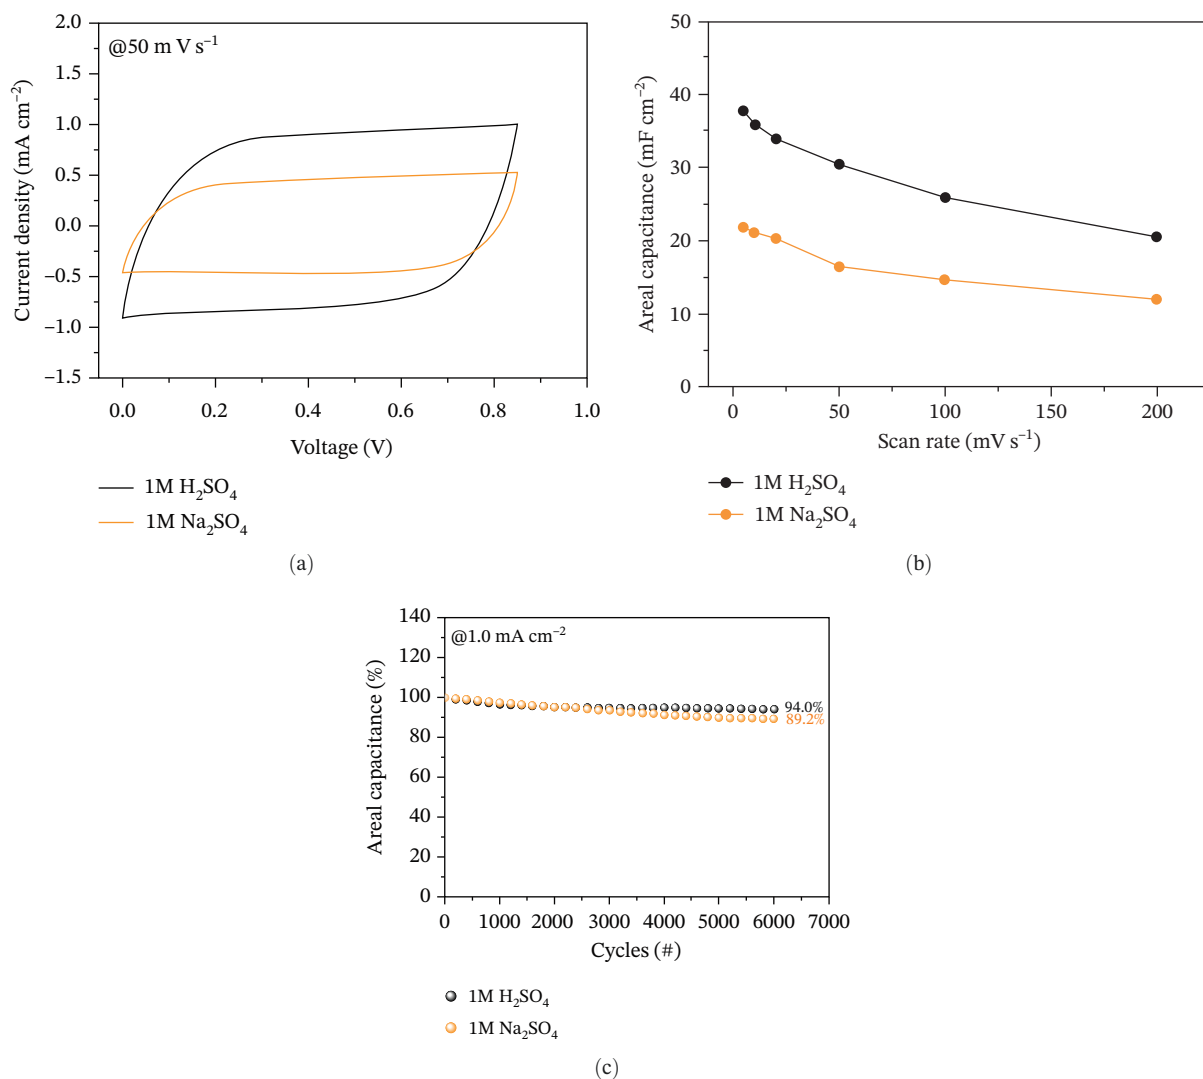 @50 m V s⁻¹
Current density (mA cm⁻²)
2.0
1.5
1.0
0.5
0.0
−0.5
−1.0
−1.5
0.0 0.2 0.4 0.6 0.8 1.0
Voltage (V)
1M H₂SO₄
1M Na₂SO₄
(a)
Areal capacitance (mF cm⁻²)
50
40
30
20
10
0
0 50 100 150 200
Scan rate (mV s⁻¹)
1M H₂SO₄
1M Na₂SO₄
(b)
@1.0 mA cm⁻²
Areal capacitance (%)
140
120
100
80
60
40
20
0
94.0%
89.2%
0 1000 2000 3000 4000 5000 6000 7000
Cycles (#)
1M H₂SO₄
1M Na₂SO₄
(c)